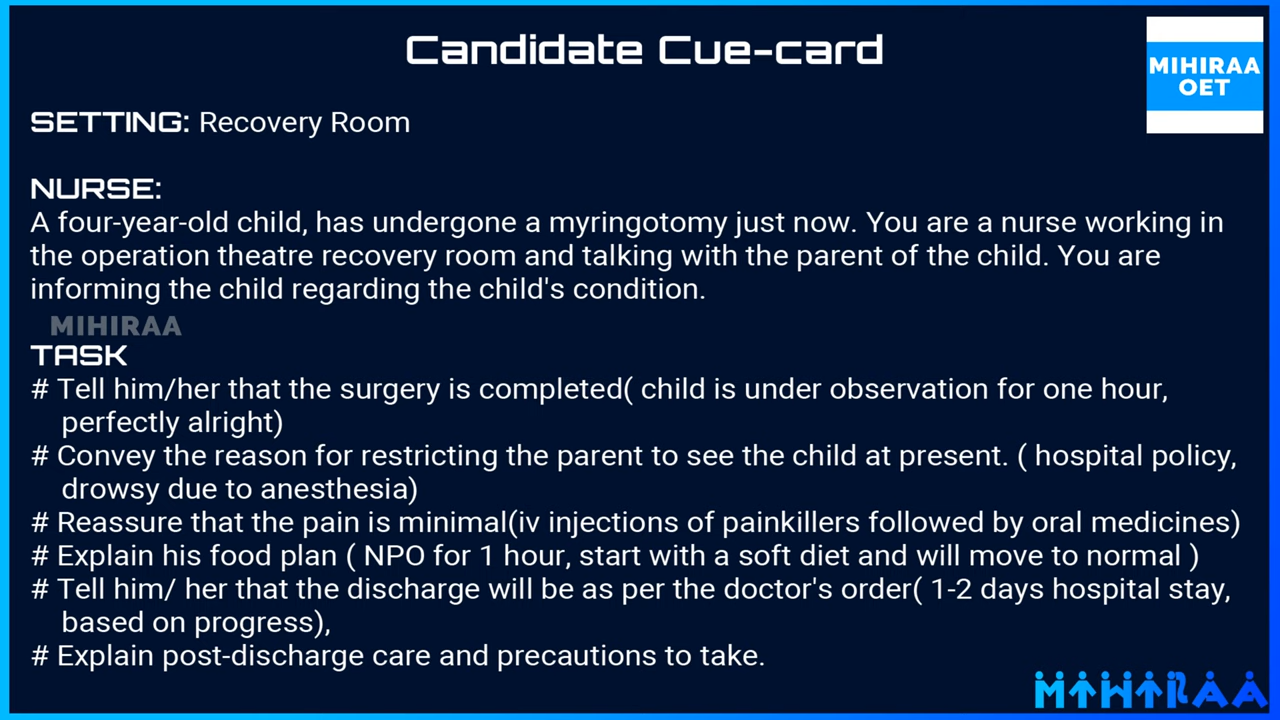 Candidate Cue-card
MIHIRAA
OET
SETTING: Recovery Room
NURSE:
A four-year-old child, has undergone a myringotomy just now. You are a nurse working in
the operation theatre recovery room and talking with the parent of the child. You are
informing the child regarding the child's condition.
MIHIRAA
TASK
# Tell him/her that the surgery is completed( child is under observation for one hour,
perfectly alright)
# Convey the reason for restricting the parent to see the child at present. ( hospital policy,
drowsy due to anesthesia)
# Reassure that the pain is minimal(iv injections of painkillers followed by oral medicines)
# Explain his food plan ( NPO for 1 hour, start with a soft diet and will move to normal )
# Tell him/ her that the discharge will be as per the doctor's order( 1-2 days hospital stay,
based on progress),
# Explain post-discharge care and precautions to take.
MIHIRAA